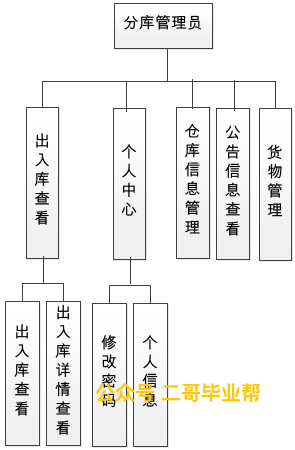 分库管理员
出入库查看
个人中心
仓库信息管理
公告信息查看
货物管理
出入库查看
出入库详情查看
修改密码
个人信息
公众号 二哥毕业帮